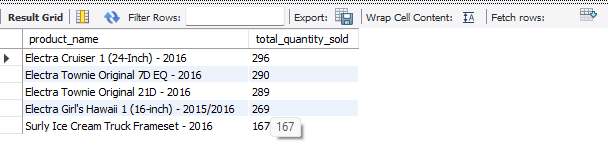 Result Grid Filter Rows: Export: Wrap Cell Content: Fetch rows:
product_name total_quantity_sold
Electra Cruiser 1 (24-Inch) - 2016 296
Electra Townie Original 7D EQ - 2016 290
Electra Townie Original 21D - 2016 289
Electra Girl's Hawaii 1 (16-inch) - 2015/2016 269
Surly Ice Cream Truck Frameset - 2016 167 167